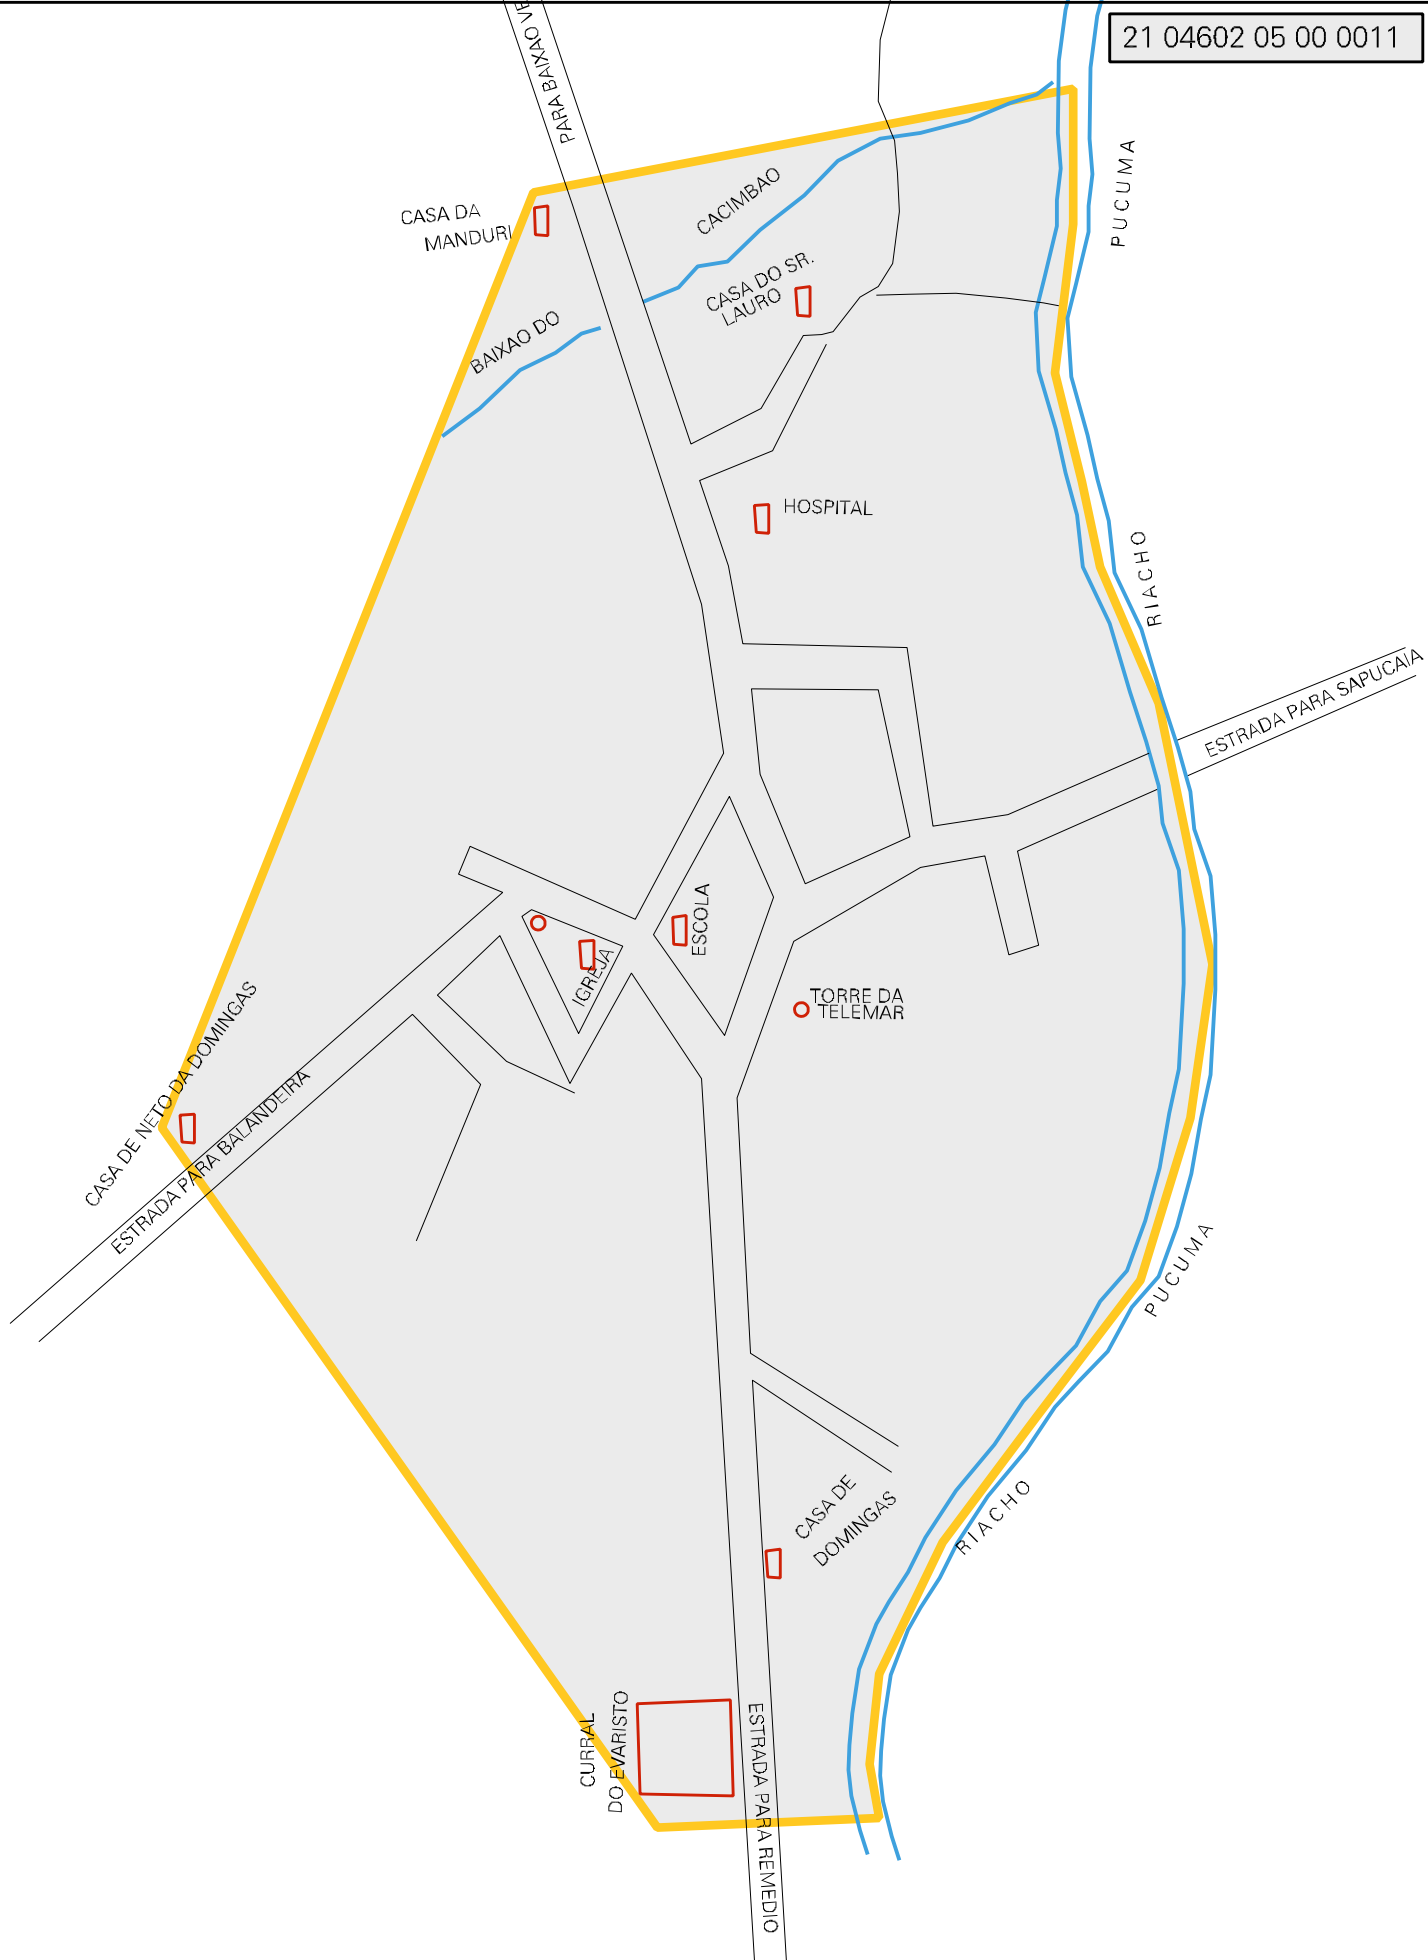 21 04602 05 00 0011
PARA BAIXAO
PUCUMA
CASA DA
MANDURI
CACIMBAO
CASA DO SR.
LAURO
BAIXAO DO
HOSPITAL
RIACHO
ESTRADA PARA SAPUCAIA
ESCOLA
IGREJA
TORRE DA
TELEMAR
CASA DE NETO DA DOMINGAS
ESTRADA PARA BALANDEIRA
PUCUMA
CASA DE
DOMINGAS
RIACHO
CURRAL
DO EVARISTO
ESTRADA PARA REMEDIO